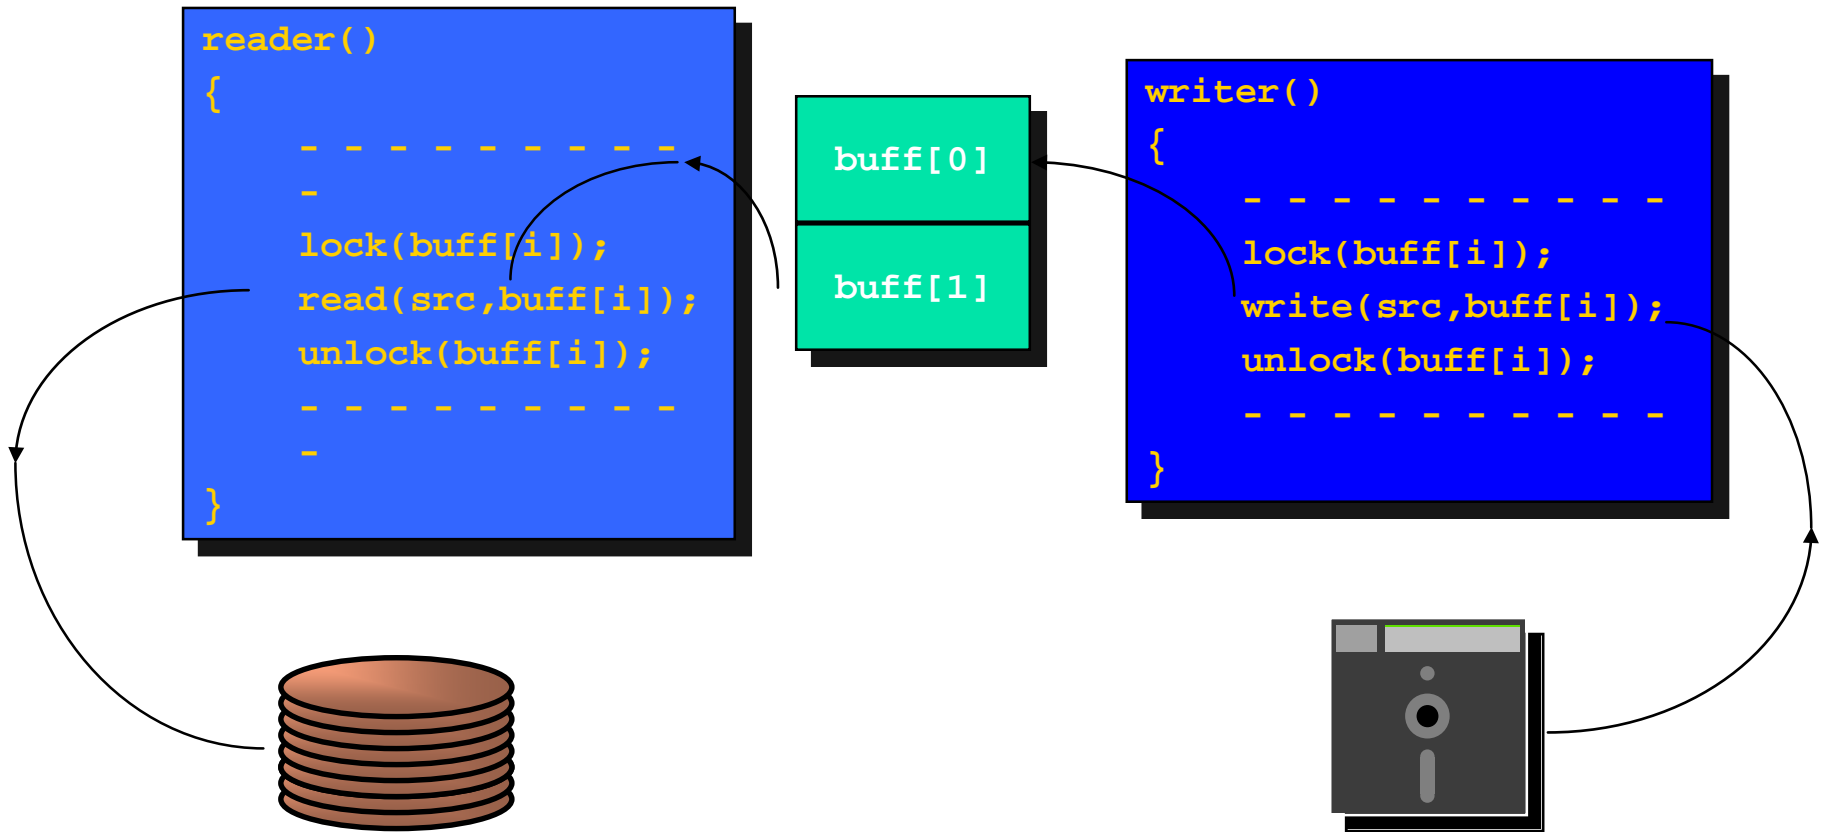 reader()
{
- - - - - - - - -
-
lock(buff[i]);
read(src,buff[i]);
unlock(buff[i]);
- - - - - - - - -
-
}
buff[0]
buff[1]
writer()
{
- - - - - - - - - -
lock(buff[i]);
write(src,buff[i]);
unlock(buff[i]);
- - - - - - - - - -
}